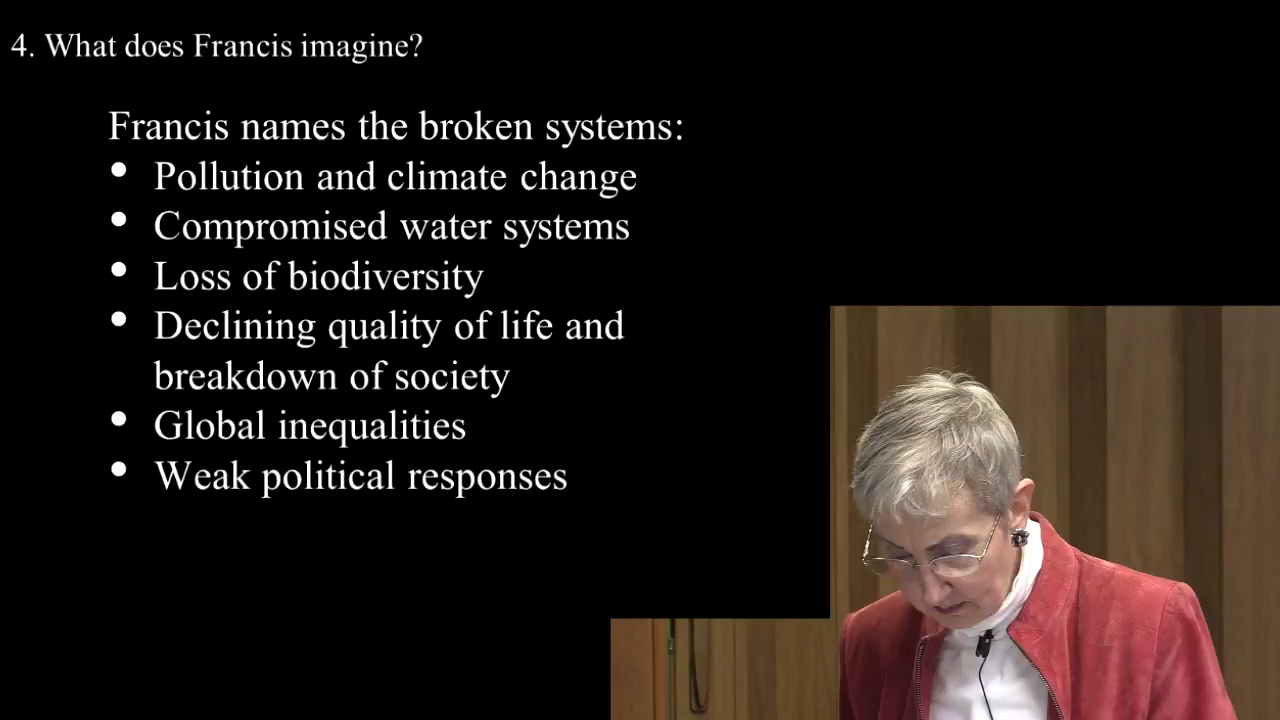 4. What does Francis imagine?
Francis names the broken systems:
• Pollution and climate change
• Compromised water systems
• Loss of biodiversity
• Declining quality of life and
breakdown of society
• Global inequalities
• Weak political responses